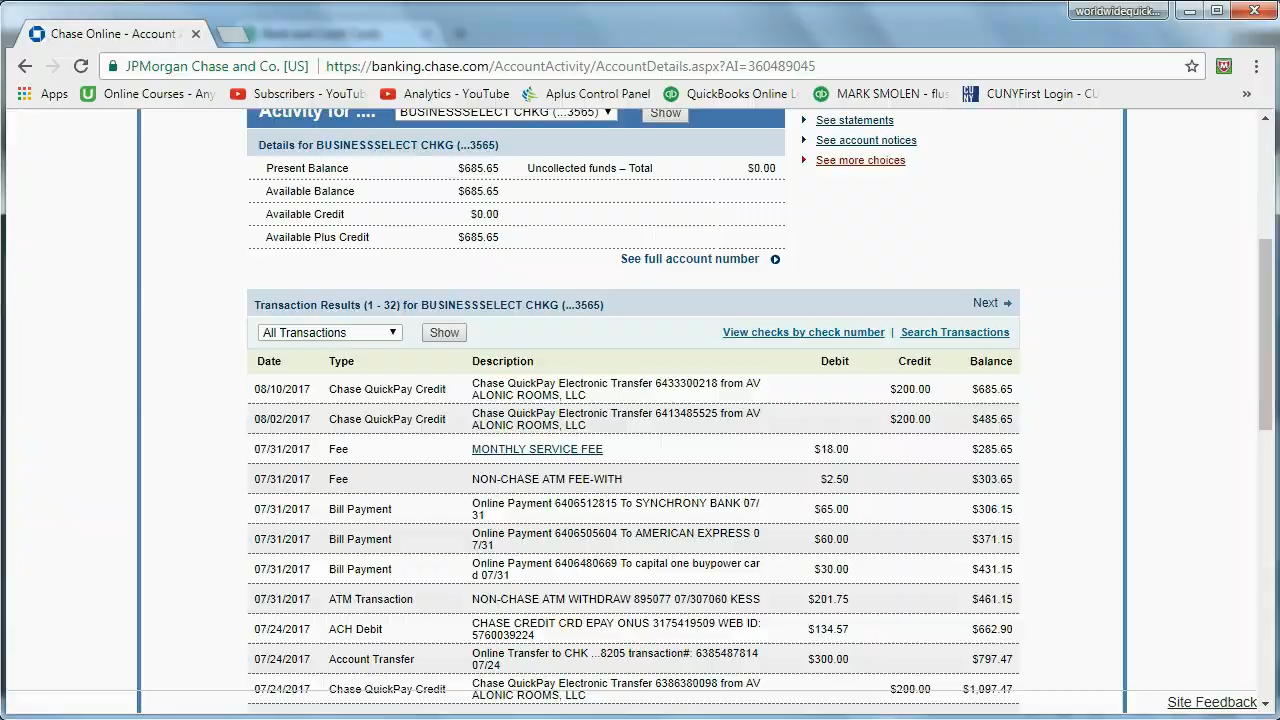 worldwidequick...
Chase Online - Account
JPMorgan Chase and Co. [US] https://banking.chase.com/AccountActivity/AccountDetails.aspx?AI=360489045
Apps Online Courses - Any Subscribers - YouTu Analytics - YouTube Aplus Control Panel QuickBooks Online L MARK SMOLEN - flus CUNYFirst Login - CU »
Activity for .... BUSINESSSELECT CHKG (...3565) Show
See statements
See account notices
See more choices
Details for BUSINESSSELECT CHKG (...3565)
Present Balance $685.65 Uncollected funds – Total $0.00
Available Balance $685.65
Available Credit $0.00
Available Plus Credit $685.65
See full account number
Transaction Results (1 - 32) for BUSINESSSELECT CHKG (...3565) Next
All Transactions Show View checks by check number | Search Transactions
Date Type Description Debit Credit Balance
08/10/2017 Chase QuickPay Credit Chase QuickPay Electronic Transfer 6433300218 from AV $200.00 $685.65
ALONIC ROOMS, LLC
08/02/2017 Chase QuickPay Credit Chase QuickPay Electronic Transfer 6413485525 from AV $200.00 $485.65
ALONIC ROOMS, LLC
07/31/2017 Fee MONTHLY SERVICE FEE $18.00 $285.65
07/31/2017 Fee NON-CHASE ATM FEE-WITH $2.50 $303.65
07/31/2017 Bill Payment Online Payment 6406512815 To SYNCHRONY BANK 07/ $65.00 $306.15
31
07/31/2017 Bill Payment Online Payment 6406505604 To AMERICAN EXPRESS 0 $60.00 $371.15
7/31
07/31/2017 Bill Payment Online Payment 6406480669 To capital one buypower car $30.00 $431.15
d 07/31
07/31/2017 ATM Transaction NON-CHASE ATM WITHDRAW 895077 07/307060 KESS $201.75 $461.15
07/24/2017 ACH Debit CHASE CREDIT CRD EPAY ONUS 3175419509 WEB ID: $134.57 $662.90
5760039224
07/24/2017 Account Transfer Online Transfer to CHK ...8205 transaction#: 6385487814 $300.00 $797.47
07/24
07/24/2017 Chase QuickPay Credit Chase QuickPay Electronic Transfer 6386380098 from AV $200.00 $1,097.47
ALONIC ROOMS, LLC
Site Feedback